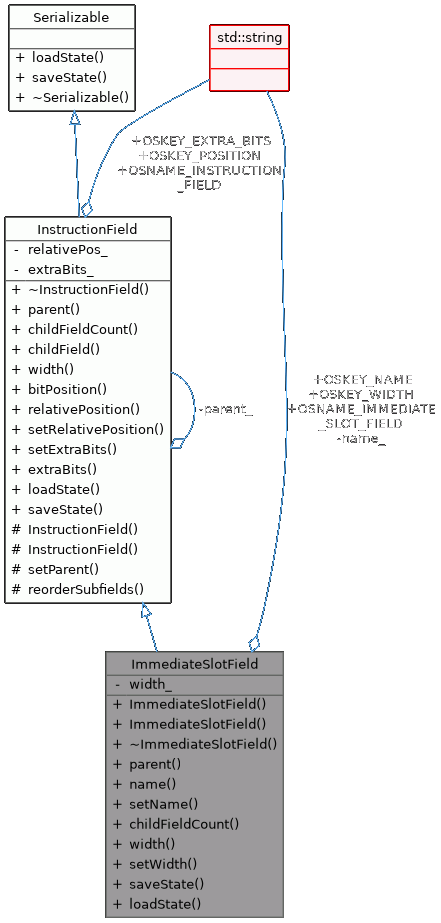 Serializable
+ loadState()
+ saveState()
+ ~Serializable()
std::string
+OSKEY_EXTRA_BITS
+OSKEY_POSITION
+OSNAME_INSTRUCTION
_FIELD
InstructionField
- relativePos_
- extraBits_
+ ~InstructionField()
+ parent()
+ childFieldCount()
+ childField()
+ width()
+ bitPosition()
+ relativePosition()
+ setRelativePosition()
+ setExtraBits()
+ extraBits()
+ loadState()
+ saveState()
# InstructionField()
# InstructionField()
# setParent()
# reorderSubfields()
-parent_
+OSKEY_NAME
+OSKEY_WIDTH
+OSNAME_IMMEDIATE
_SLOT_FIELD
-name_
ImmediateSlotField
- width_
+ ImmediateSlotField()
+ ImmediateSlotField()
+ ~ImmediateSlotField()
+ parent()
+ name()
+ setName()
+ childFieldCount()
+ width()
+ setWidth()
+ saveState()
+ loadState()